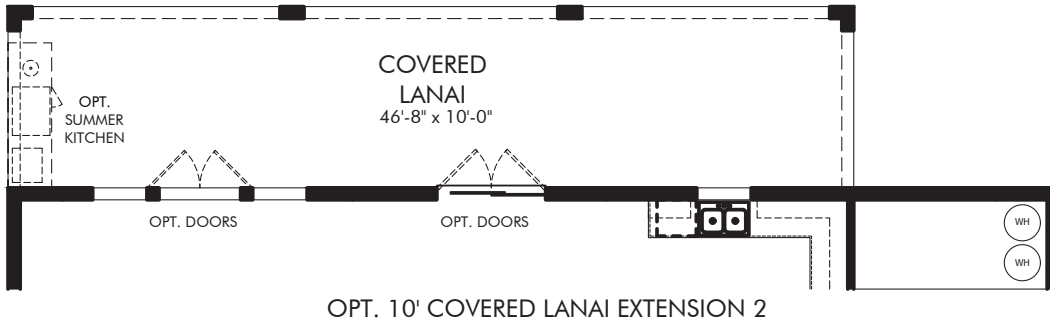 COVERED
LANAI
46'-8" x 10'-0"
OPT.
SUMMER
KITCHEN
OPT. DOORS
OPT. DOORS
WH
WH
OPT. 10' COVERED LANAI EXTENSION 2